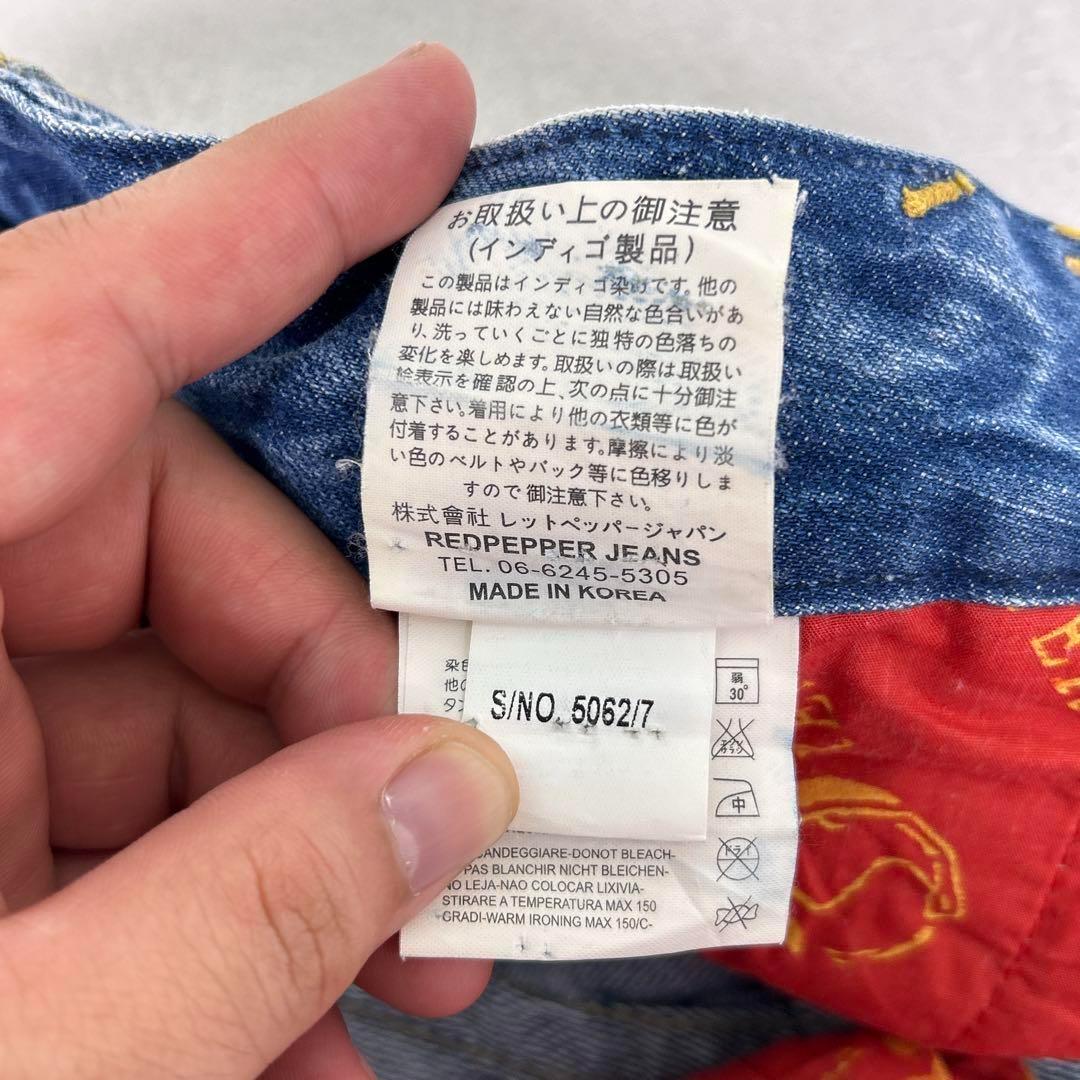 お取扱い上の御注意
(インディゴ製品)
この製品はインディゴ染めです。他の
製品には味わえない自然な色合いがあ
り、洗っていくごとに独特の色落ちの
変化を楽しめます。取扱いの際は取扱い
絵表示を確認の上、次の点に十分御注
意下さい。着用により他の衣類等に色が
付着することがあります。摩擦により淡
い色のベルトやバック等に色移りしま
すので御注意下さい。
株式會社 レットペッパージャパン
REDPEPPER JEANS
TEL. 06-6245-5305
MADE IN KOREA
染色
他の
タン
S/NO. 5062/7
弱
30°
中
ドライ
CANDEGGIARE-DONOT BLEACH-
PAS BLANCHIR NICHT BLEICHEN-
NO LEJA-NAO COLOCAR LIXIVIA-
STIRARE A TEMPERATURA MAX 150
GRADI-WARM IRONING MAX 150/C-